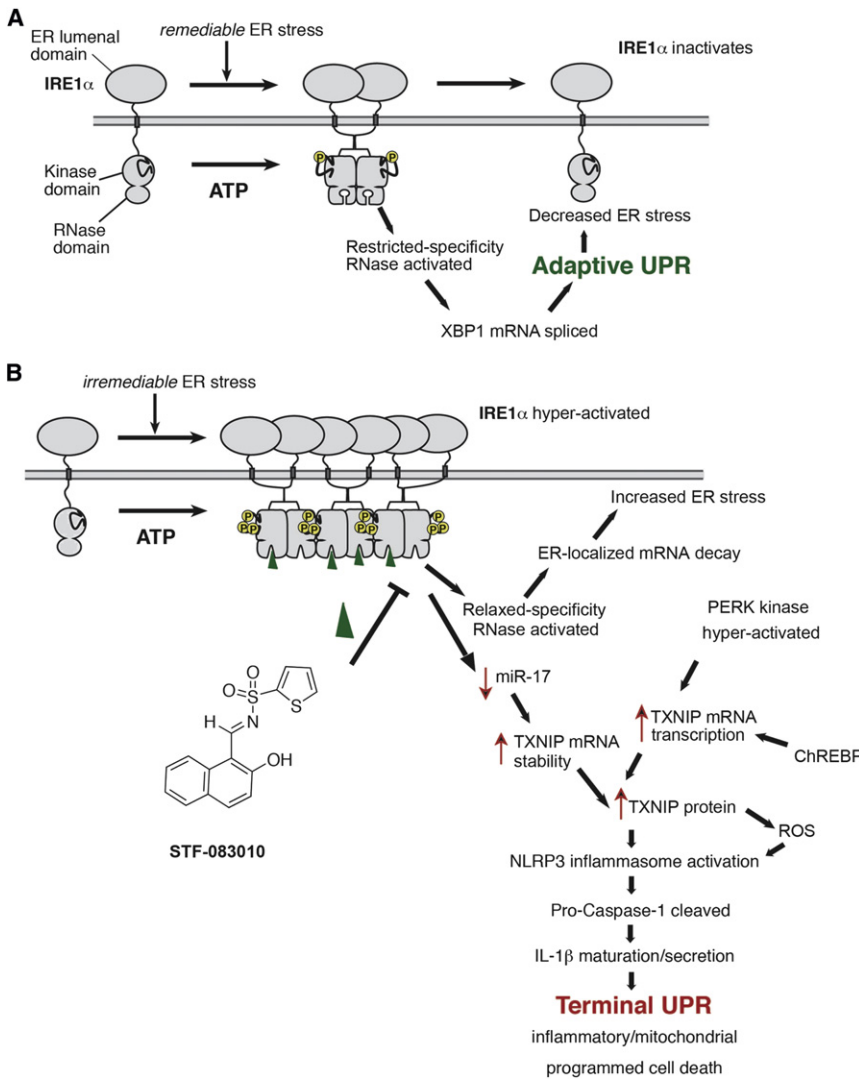 A
ER lumenal
domain
IRE1α
remediable ER stress
IRE1α inactivates
Kinase
domain
RNase
domain
ATP
P
P
Restricted-specificity
RNase activated
XBP1 mRNA spliced
Adaptive UPR
Decreased ER stress
B
irremediable ER stress
IRE1α hyper-activated
ATP
P
P P
P
P P
P
P P
P
P P
Increased ER stress
ER-localized mRNA decay
Relaxed-specificity
RNase activated
PERK kinase
hyper-activated
miR-17
TXNIP mRNA
stability
TXNIP mRNA
transcription
ChREBP
TXNIP protein
ROS
NLRP3 inflammasome activation
Pro-Caspase-1 cleaved
IL-1β maturation/secretion
Terminal UPR
inflammatory/mitochondrial
programmed cell death
O
O
S
S
H
N
OH
STF-083010